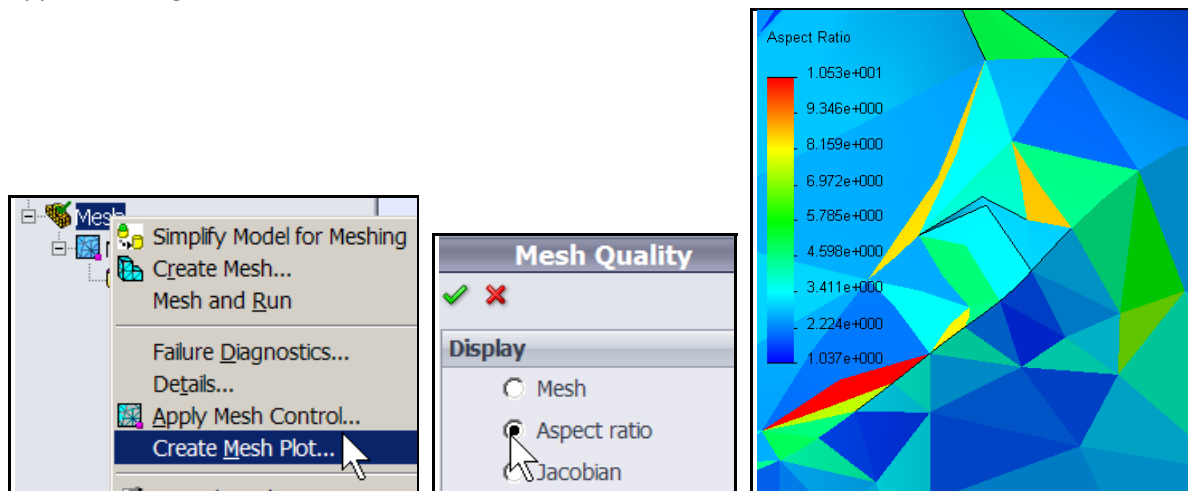 Mesh
Simplify Model for Meshing
Create Mesh...
Mesh and Run
Failure Diagnostics...
Details...
Apply Mesh Control...
Create Mesh Plot...
Mesh Quality
Display
Mesh
Aspect ratio
Jacobian
Aspect Ratio
1.053e+001
9.346e+000
8.159e+000
6.972e+000
5.785e+000
4.598e+000
3.411e+000
2.224e+000
1.037e+000